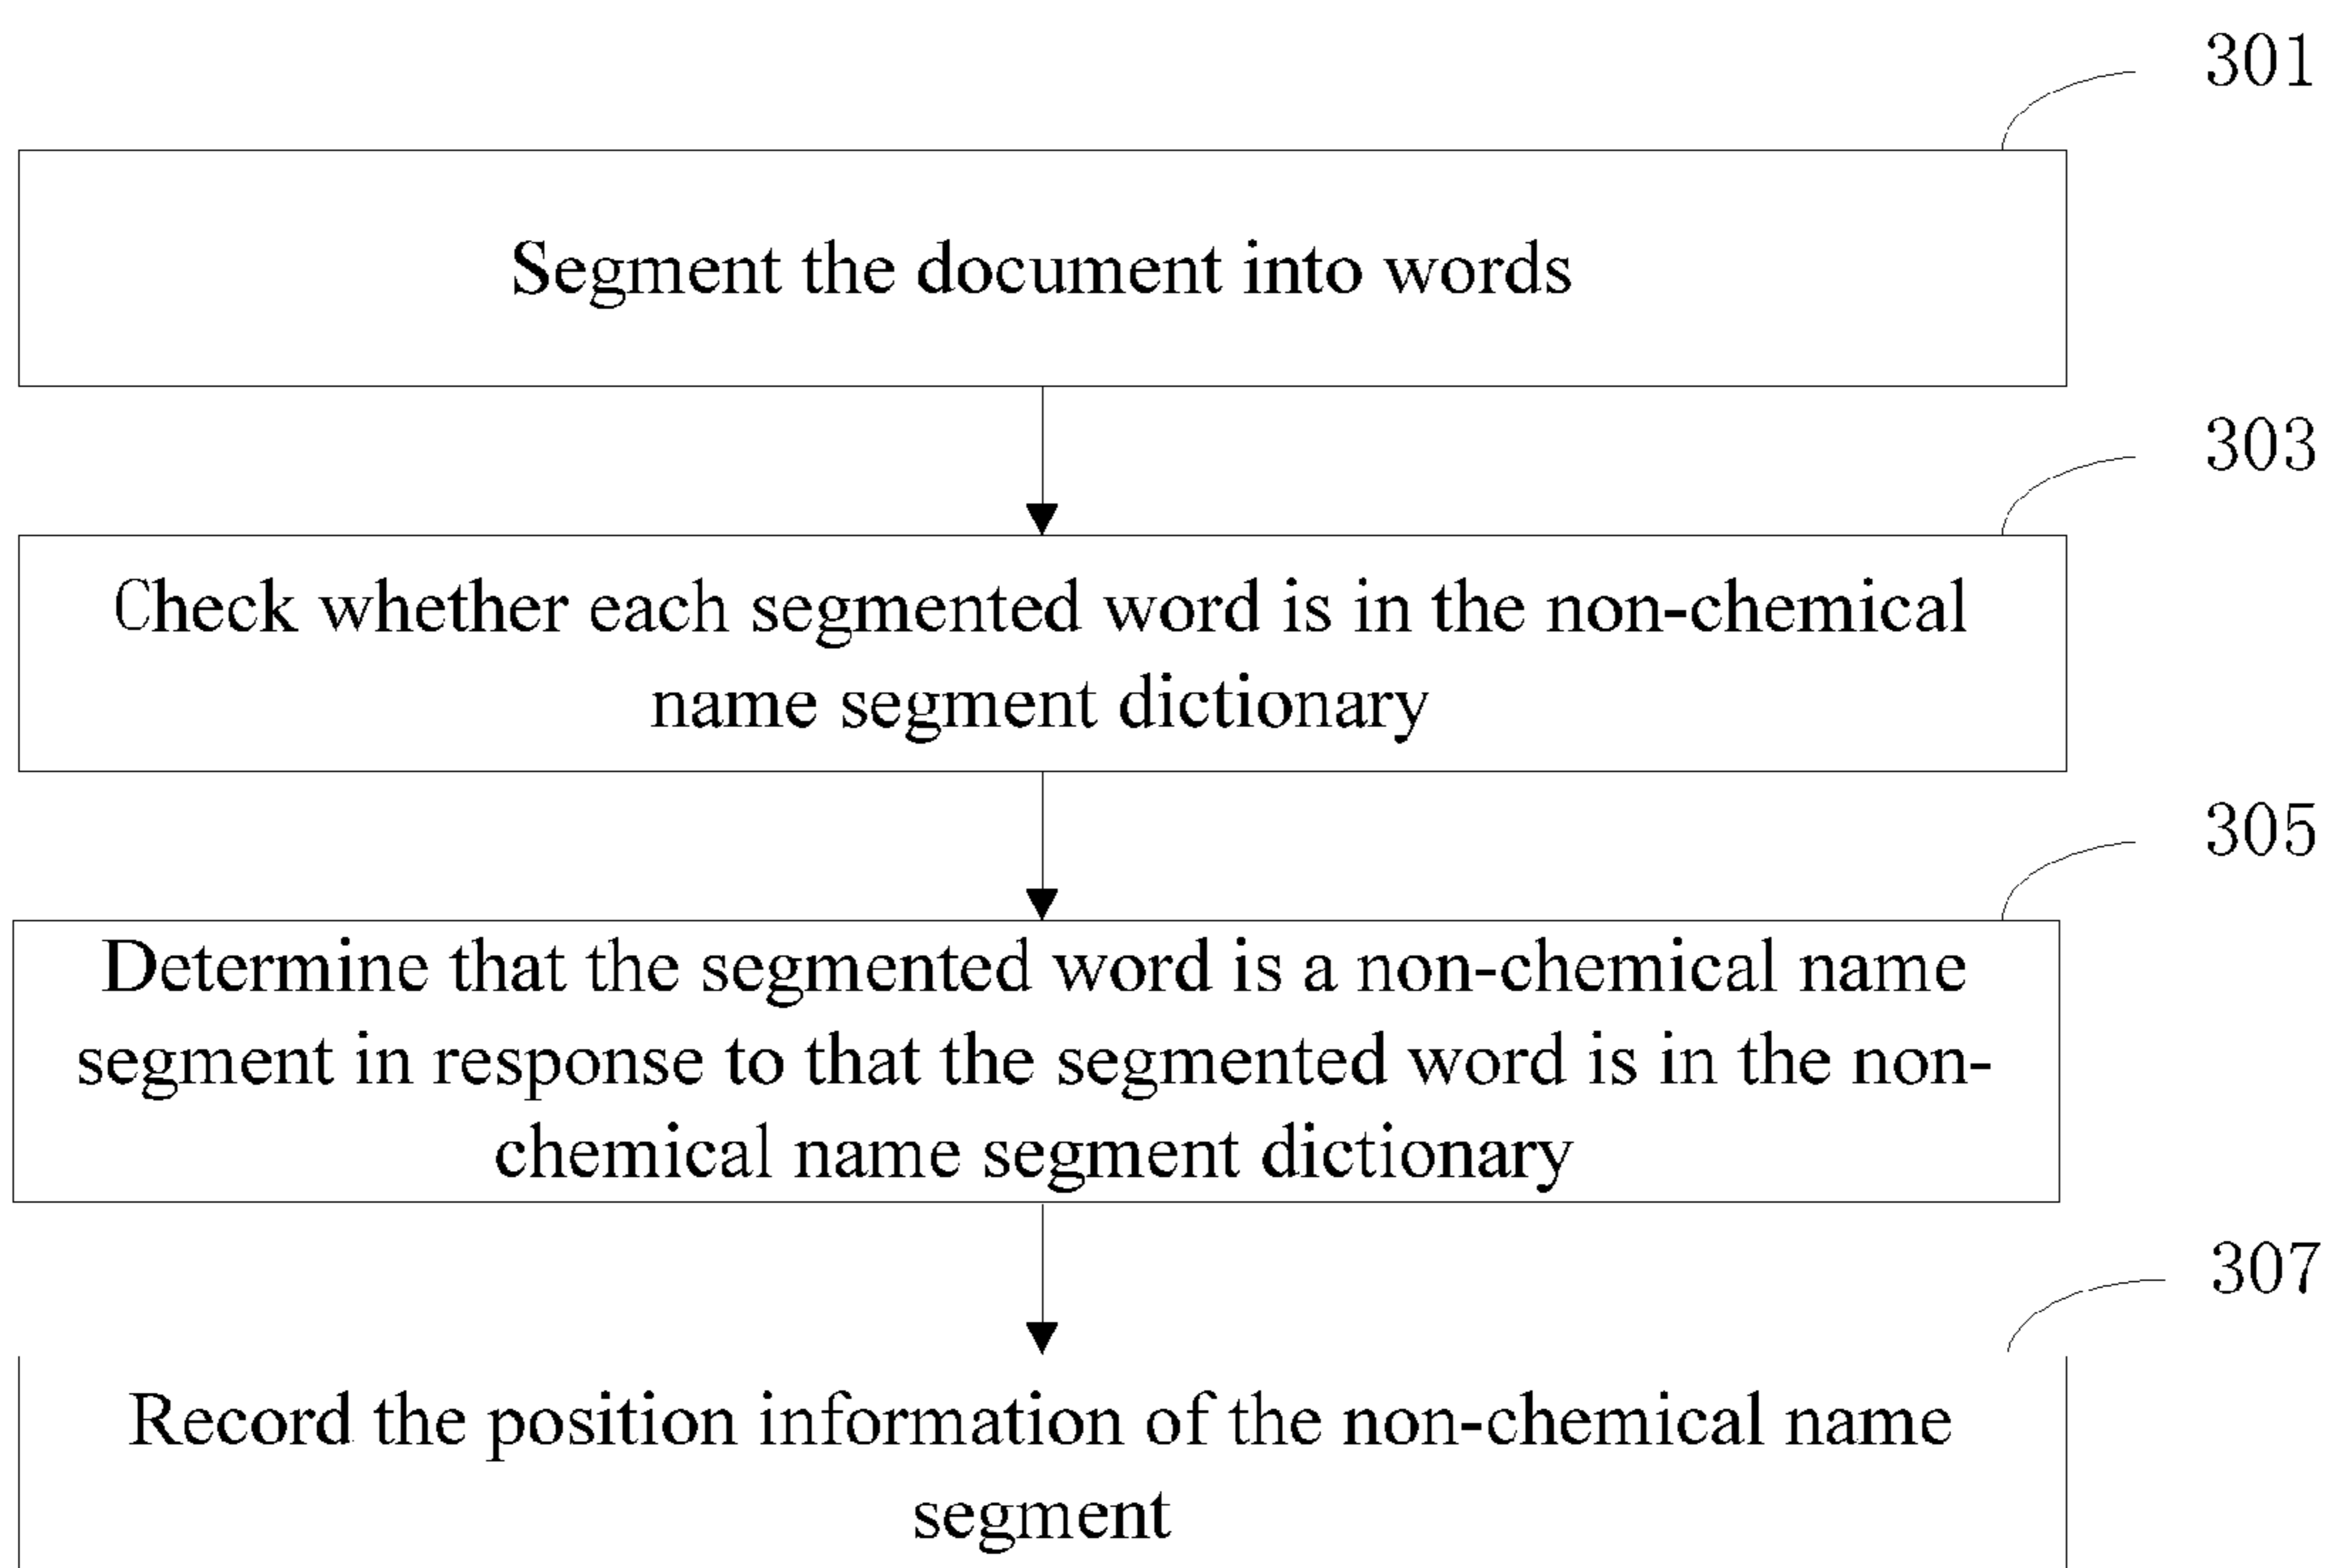 301
Segment the document into words
303
Check whether each segmented word is in the non-chemical
name segment dictionary
305
Determine that the segmented word is a non-chemical name
segment in response to that the segmented word is in the non-
chemical name segment dictionary
307
Record the position information of the non-chemical name
segment